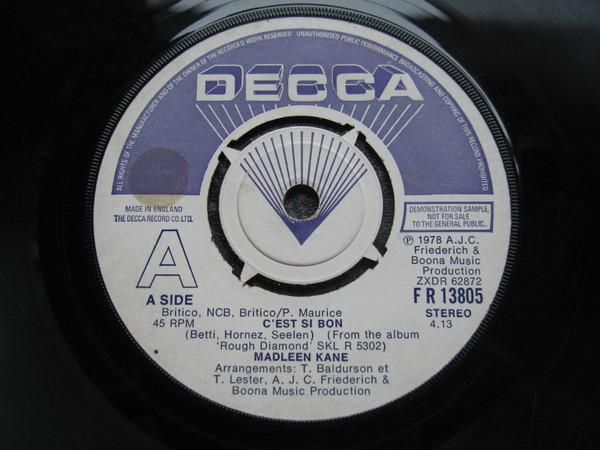 ALL RIGHTS OF THE MANUFACTURER AND OF THE OWNER OF THE RECORDED WORK RESERVED UNAUTHORISED PUBLIC PERFORMANCE BROADCASTING AND COPYING OF THIS RECORD PROHIBITED
DECCA
MADE IN ENGLAND
THE DECCA RECORD CO. LTD.
DEMONSTRATION SAMPLE,
NOT FOR SALE
TO THE GENERAL PUBLIC.
A
℗ 1978 A.J.C.
Friederich &
Boona Music
Production
ZXDR 62872
A SIDE
F R 13805
Britico, NCB, Britico/P. Maurice
45 RPM C'EST SI BON STEREO
(Betti, Hornez, Seelen) (From the album 4.13
'Rough Diamond' SKL R 5302)
MADLEEN KANE
Arrangements: T. Baldurson et
T. Lester, A. J. C. Friederich &
Boona Music Production